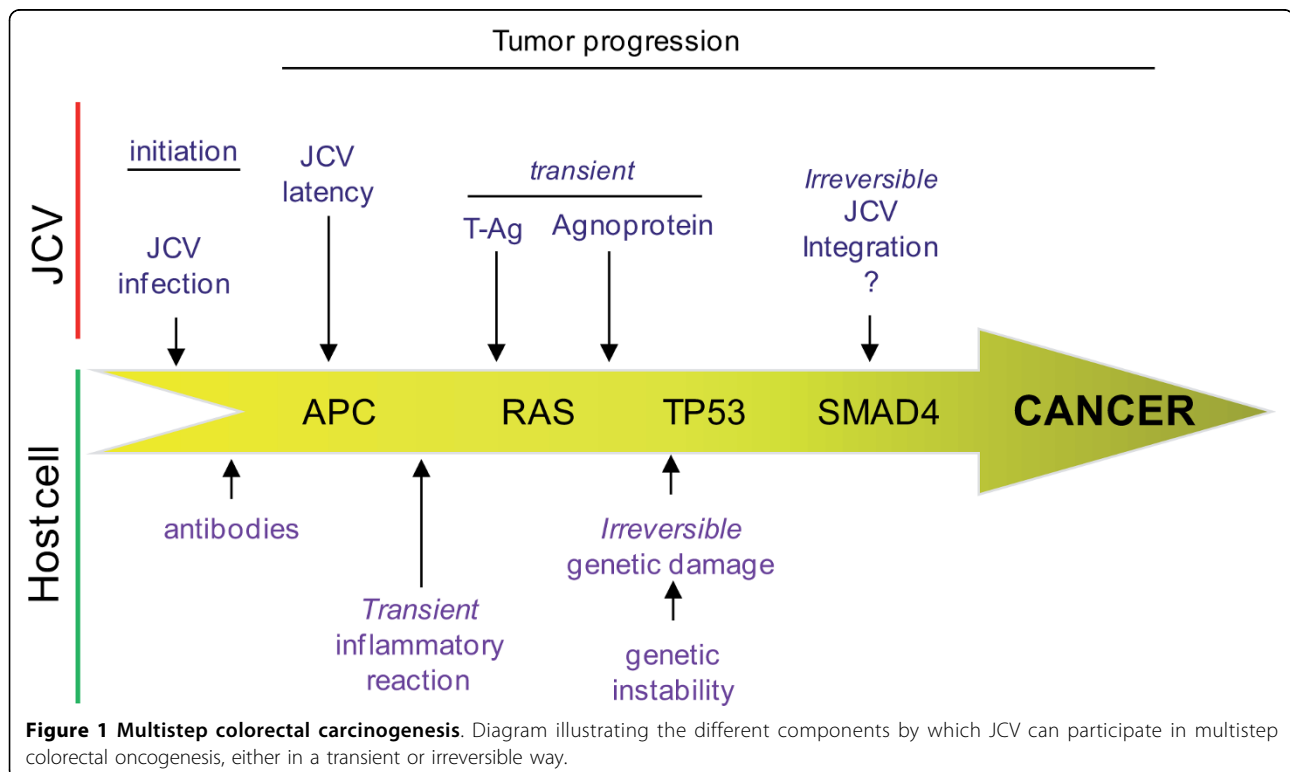 Tumor progression
JCV
initiation
JCV
infection
JCV
latency
transient
T-Ag
Agnoprotein
Irreversible
JCV
Integration
?
Host cell
APC
RAS
TP53
SMAD4
CANCER
antibodies
Transient
inflammatory
reaction
Irreversible
genetic damage
genetic
instability
Figure 1 Multistep colorectal carcinogenesis. Diagram illustrating the different components by which JCV can participate in multistep
colorectal oncogenesis, either in a transient or irreversible way.